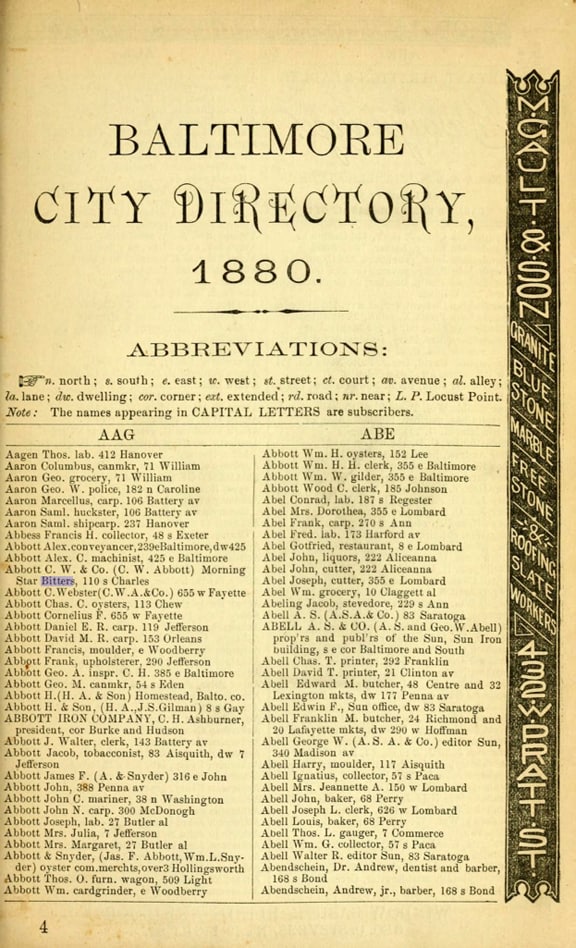 BALTIMORE
CITY DIRECTORY,
1880.
ABBREVIATIONS:
n. north; s. south; e. east; w. west; st. street; ct. court; av. avenue; al. alley;
la. lane; dw. dwelling; cor. corner; ext. extended; rd. road; nr. near; L. P. Locust Point.
Note: The names appearing in CAPITAL LETTERS are subscribers.
AAG
Aagen Thos. lab. 412 Hanover
Aaron Columbus, canmkr, 71 William
Aaron Geo. grocery, 71 William
Aaron Geo. W. police, 182 n Caroline
Aaron Marcellus, carp. 106 Battery av
Aaron Saml. huckster, 106 Battery av
Aaron Saml. shipcarp. 237 Hanover
Abbess Francis H. collector, 48 s Exeter
Abbott Alex.conveyancer,239eBaltimore,dw425
Abbott Alex. C. machinist, 425 e Baltimore
Abbott C. W. & Co. (C. W. Abbott) Morning
Star Bitters, 110 s Charles
Abbott C.Webster(C.W.A.&Co.) 655 w Fayette
Abbott Chas. C. oysters, 113 Chew
Abbott Cornelius F. 655 w Fayette
Abbott Daniel E. R. carp. 119 Jefferson
Abbott David M. R. carp. 153 Orleans
Abbott Francis, moulder, e Woodberry
Abbott Frank, upholsterer, 290 Jefferson
Abbott Geo. A. inspr. C. H. 385 e Baltimore
Abbott Geo. M. canmkr, 54 s Eden
Abbott H.(H. A. & Son) Homestead, Balto. co.
Abbott H. & Son, (H. A.,J.S.Gilman) 8 s Gay
ABBOTT IRON COMPANY, C. H. Ashburner,
president, cor Burke and Hudson
Abbott J. Walter, clerk, 143 Battery av
Abbott Jacob, tobacconist, 83 Aisquith, dw 7
Jefferson
Abbott James F. (A. & Snyder) 316 e John
Abbott John, 388 Penna av
Abbott John C. mariner, 38 n Washington
Abbott John N. carp. 300 McDonogh
Abbott Joseph, lab. 27 Butler al
Abbott Mrs. Julia, 7 Jefferson
Abbott Mrs. Margaret, 27 Butler al
Abbott & Snyder, (Jas. F. Abbott,Wm.L.Sny-
der) oyster com.merchts,over3 Hollingsworth
Abbott Thos. O. furn. wagon, 509 Light
Abbott Wm. cardgrinder, e Woodberry
ABE
Abbott Wm. H. oysters, 152 Lee
Abbott Wm. H. H. clerk, 355 e Baltimore
Abbott Wm. W. gilder, 355 e Baltimore
Abbott Wood C. clerk, 185 Johnson
Abel Conrad, lab. 187 s Regester
Abel Mrs. Dorothea, 355 e Lombard
Abel Frank, carp. 270 s Ann
Abel Fred. lab. 173 Harford av
Abel Gotfried, restaurant, 8 e Lombard
Abel John, liquors, 222 Aliceanna
Abel John, cutter, 222 Aliceanna
Abel Joseph, cutter, 355 e Lombard
Abel Wm. grocery, 10 Claggett al
Abeling Jacob, stevedore, 229 s Ann
Abell A. S. (A.S.A.& Co.) 83 Saratoga
ABELL A. S. & CO. (A. S. and Geo.W.Abell)
prop'rs and publ'rs of the Sun, Sun Iron
building, s e cor Baltimore and South
Abell Chas. T. printer, 292 Franklin
Abell David T. printer, 21 Clinton av
Abell Edward M. butcher, 48 Centre and 32
Lexington mkts, dw 177 Penna av
Abell Edwin F., Sun office, dw 83 Saratoga
Abell Franklin M. butcher, 24 Richmond and
20 Lafayette mkts, dw 290 w Hoffman
Abell George W. (A. S. A. & Co.) editor Sun,
340 Madison av
Abell Harry, moulder, 117 Aisquith
Abell Ignatius, collector, 57 s Paca
Abell Mrs. Jeannette A. 150 w Lombard
Abell John, baker, 68 Perry
Abell Joseph L. clerk, 626 w Lombard
Abell Louis, baker, 68 Perry
Abell Thos. L. gauger, 7 Commerce
Abell Wm. G. collector, 57 s Paca
Abell Walter R. editor Sun, 83 Saratoga
Abendschein, Dr. Andrew, dentist and barber,
168 s Bond
Abendschein, Andrew, jr., barber, 168 s Bond
4
McCAULT & SON
GRANITE
BLUE
STONE
MARBLE
FREE
STONE
-&-
ROOFING
SLATE
WORKERS
432 W. PRATT ST.